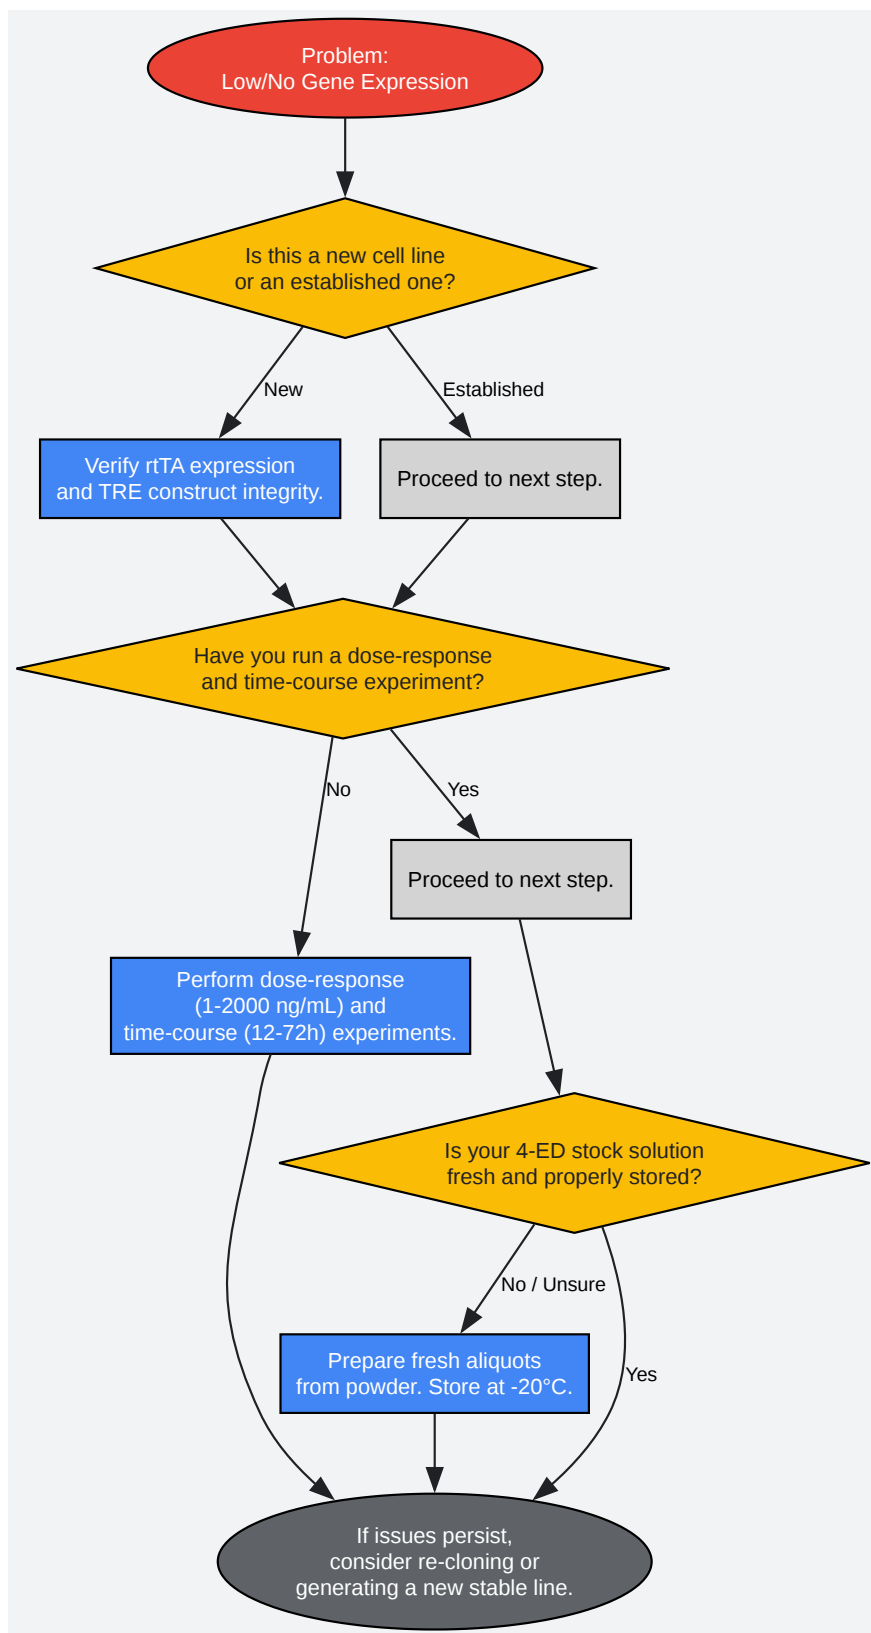 Problem:
Low/No Gene Expression
Is this a new cell line
or an established one?
New
Established
Verify rtTA expression
and TRE construct integrity.
Proceed to next step.
Have you run a dose-response
and time-course experiment?
No
Yes
Proceed to next step.
Perform dose-response
(1-2000 ng/mL) and
time-course (12-72h) experiments.
Is your 4-ED stock solution
fresh and properly stored?
No / Unsure
Yes
Prepare fresh aliquots
from powder. Store at -20°C.
If issues persist,
consider re-cloning or
generating a new stable line.